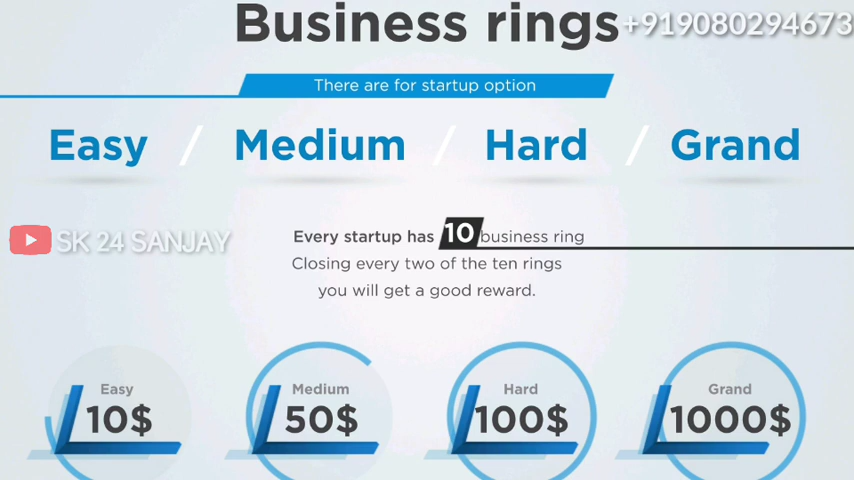 Business rings
+919080294673
There are for startup option
Easy / Medium / Hard / Grand
SK 24 SANJAY
Every startup has 10 business ring
Closing every two of the ten rings
you will get a good reward.
Easy Medium Hard Grand
10$ 50$ 100$ 1000$